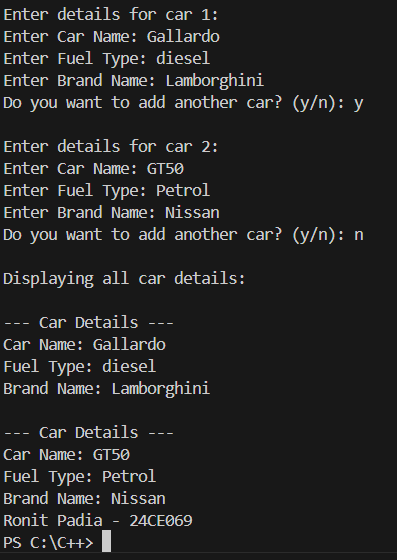 Enter details for car 1:
Enter Car Name: Gallardo
Enter Fuel Type: diesel
Enter Brand Name: Lamborghini
Do you want to add another car? (y/n): y
Enter details for car 2:
Enter Car Name: GT50
Enter Fuel Type: Petrol
Enter Brand Name: Nissan
Do you want to add another car? (y/n): n
Displaying all car details:
--- Car Details ---
Car Name: Gallardo
Fuel Type: diesel
Brand Name: Lamborghini
--- Car Details ---
Car Name: GT50
Fuel Type: Petrol
Brand Name: Nissan
Ronit Padia - 24CE069
PS C:\C++>